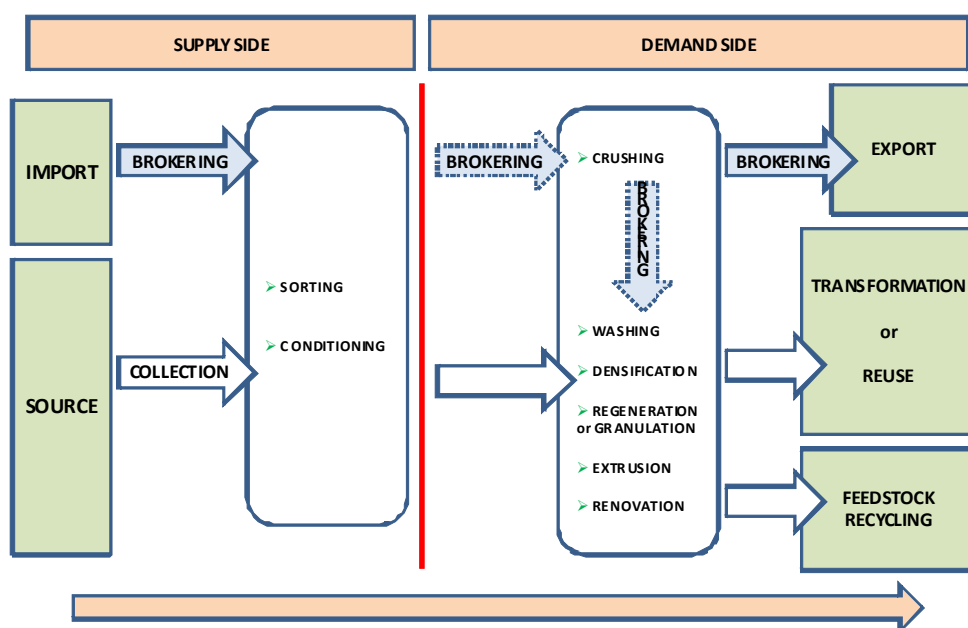 SUPPLY SIDE
DEMAND SIDE
IMPORT
BROKERING
BROKERING
CRUSHING
BROKERING
EXPORT
BROKERING
SOURCE
COLLECTION
SORTING
CONDITIONING
WASHING
DENSIFICATION
REGENERATION
or GRANULATION
EXTRUSION
RENOVATION
TRANSFORMATION
or
REUSE
FEEDSTOCK
RECYCLING